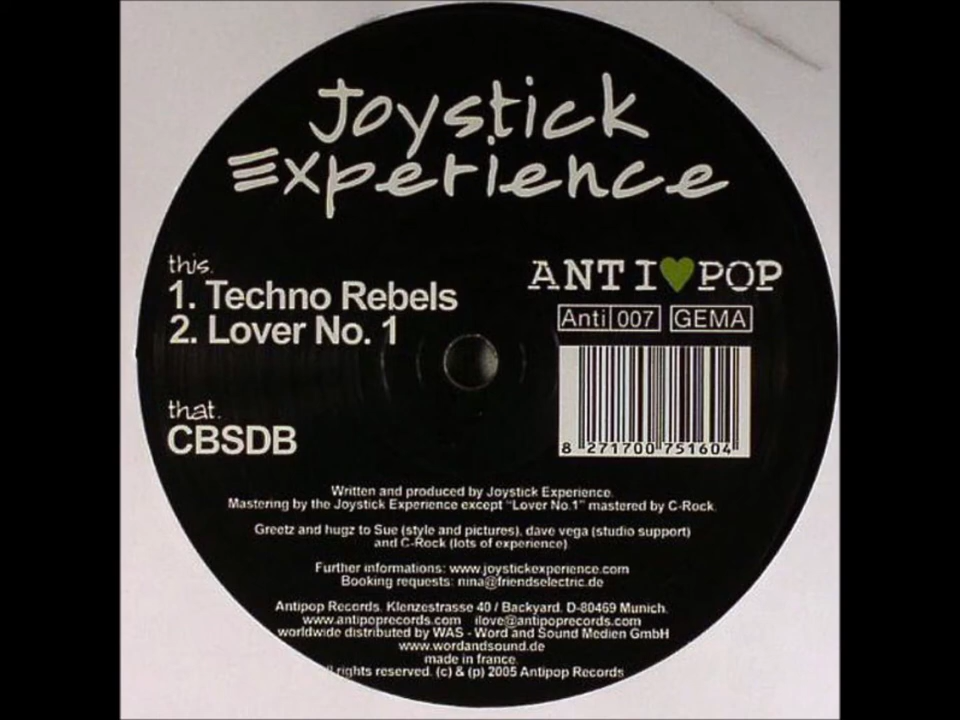 Joystick
Experience
this.
1. Techno Rebels
2. Lover No. 1
that.
CBSDB
ANTI POP
Anti 007 GEMA
8 271700 751604
Written and produced by Joystick Experience.
Mastering by the Joystick Experience except "Lover No.1" mastered by C-Rock.
Greetz and hugz to Sue (style and pictures), dave vega (studio support)
and C-Rock (lots of experience).
Further informations: www.joystickexperience.com
Booking requests: nina@friendselectric.de
Antipop Records. Klenzestrasse 40 / Backyard. D-80469 Munich.
www.antipoprecords.com ilove@antipoprecords.com
worldwide distributed by WAS - Word and Sound Medien GmbH
www.wordandsound.de
made in france.
rights reserved. (c) & (p) 2005 Antipop Records